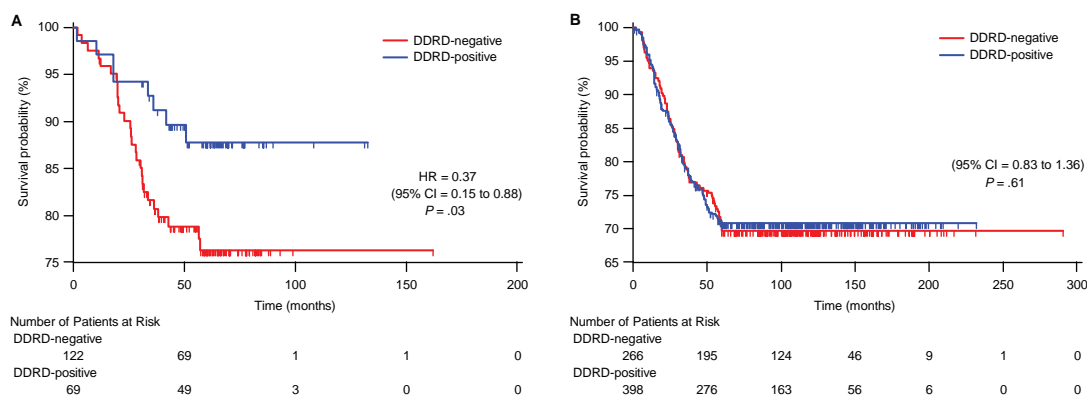 A
100
95
90
85
80
75
Survival probability (%)
DDRD-negative
DDRD-positive
HR = 0.37
(95% CI = 0.15 to 0.88)
P = .03
0 50 100 150 200
Time (months)
Number of Patients at Risk
DDRD-negative
122 69 1 1 0
DDRD-positive
69 49 3 0 0
B
100
95
90
85
80
75
70
65
Survival probability (%)
DDRD-negative
DDRD-positive
(95% CI = 0.83 to 1.36)
P = .61
0 50 100 150 200 250 300
Time (months)
Number of Patients at Risk
DDRD-negative
266 195 124 46 9 1 0
DDRD-positive
398 276 163 56 6 0 0